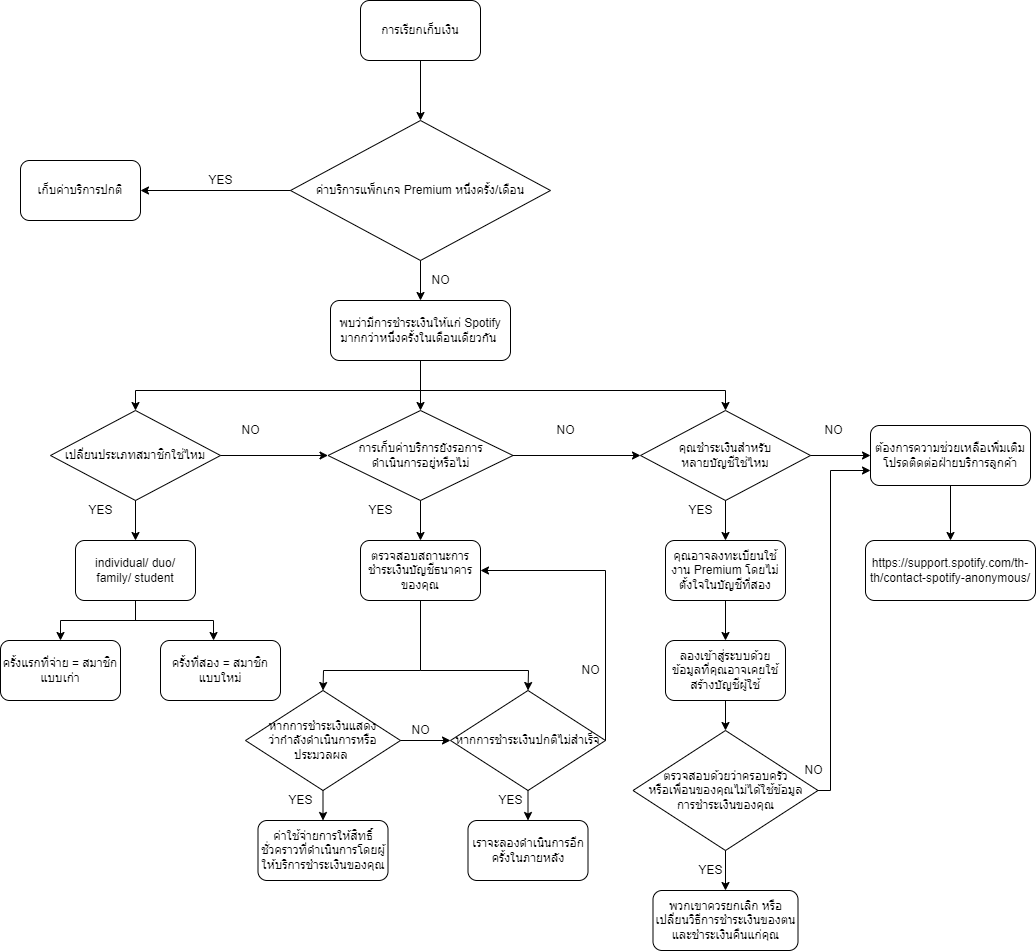 การเรียกเก็บเงิน
ค่าบริการแพ็กเกจ Premium หนึ่งครั้ง/เดือน
YES
เก็บค่าบริการปกติ
NO
พบว่ามีการชำระเงินให้แก่ Spotify
มากกว่าหนึ่งครั้งในเดือนเดียวกัน
เปลี่ยนประเภทสมาชิกใช่ไหม
NO
การเก็บค่าบริการยังรอการ
ดำเนินการอยู่หรือไม่
NO
คุณชำระเงินสำหรับ
หลายบัญชีใช่ไหม
NO
ต้องการความช่วยเหลือเพิ่มเติม
โปรดติดต่อฝ่ายบริการลูกค้า
YES
YES
YES
individual/ duo/
family/ student
ตรวจสอบสถานะการ
ชำระเงินบัญชีธนาคาร
ของคุณ
คุณอาจลงทะเบียนใช้
งาน Premium โดยไม่
ตั้งใจในบัญชีที่สอง
https://support.spotify.com/th-
th/contact-spotify-anonymous/
ครั้งแรกที่จ่าย = สมาชิก
แบบเก่า
ครั้งที่สอง = สมาชิก
แบบใหม่
NO
ลองเข้าสู่ระบบด้วย
ข้อมูลที่คุณอาจเคยใช้
สร้างบัญชีผู้ใช้
หากการชำระเงินแสดง
ว่ากำลังดำเนินการหรือ
ประมวลผล
NO
หากการชำระเงินปกติไม่สำเร็จ
ตรวจสอบด้วยว่าครอบครัว
หรือเพื่อนของคุณไม่ได้ใช้ข้อมูล
การชำระเงินของคุณ
NO
YES
YES
ค่าใช้จ่ายการให้สิทธิ์
ชั่วคราวที่ดำเนินการโดยผู้
ให้บริการชำระเงินของคุณ
เราจะลองดำเนินการอีก
ครั้งในภายหลัง
YES
พวกเขาควรยกเลิก หรือ
เปลี่ยนวิธีการชำระเงินของตน
และชำระเงินคืนแก่คุณ